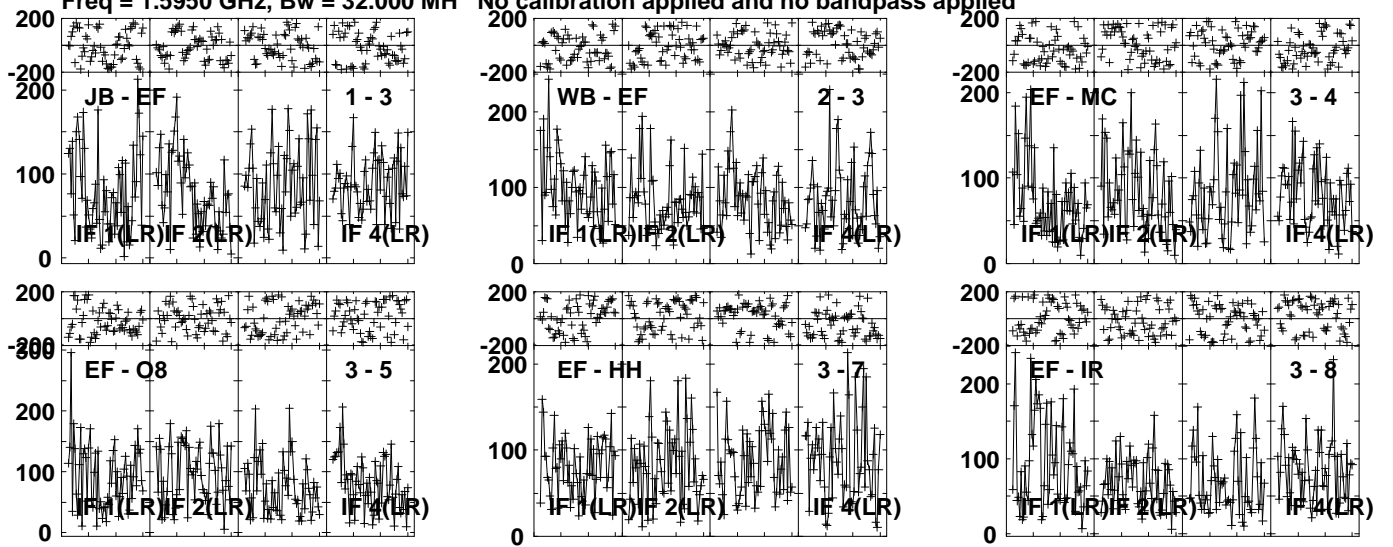 Freq = 1.5950 GHz, Bw = 32.000 MH No calibration applied and no bandpass applied
200
-200
200
100
0
JB - EF
1 - 3
IF 1(LR)
IF 2(LR)
IF 4(LR)
200
-200
200
100
0
WB - EF
2 - 3
IF 1(LR)
IF 2(LR)
IF 4(LR)
200
-200
200
100
0
EF - MC
3 - 4
IF 1(LR)
IF 2(LR)
IF 4(LR)
200
-200
300
200
100
0
EF - O8
3 - 5
IF 1(LR)
IF 2(LR)
IF 4(LR)
200
-200
200
100
0
EF - HH
3 - 7
IF 1(LR)
IF 2(LR)
IF 4(LR)
200
-200
200
100
0
EF - IR
3 - 8
IF 1(LR)
IF 2(LR)
IF 4(LR)